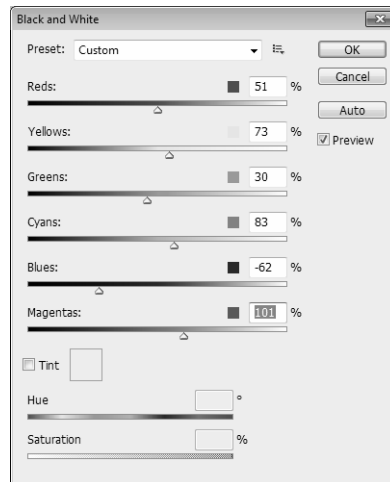 Black and White
Preset: Custom
OK
Reds: 51 %
Cancel
Auto
Yellows: 73 %
Preview
Greens: 30 %
Cyans: 83 %
Blues: -62 %
Magentas: 101 %
Tint
Hue °
Saturation %